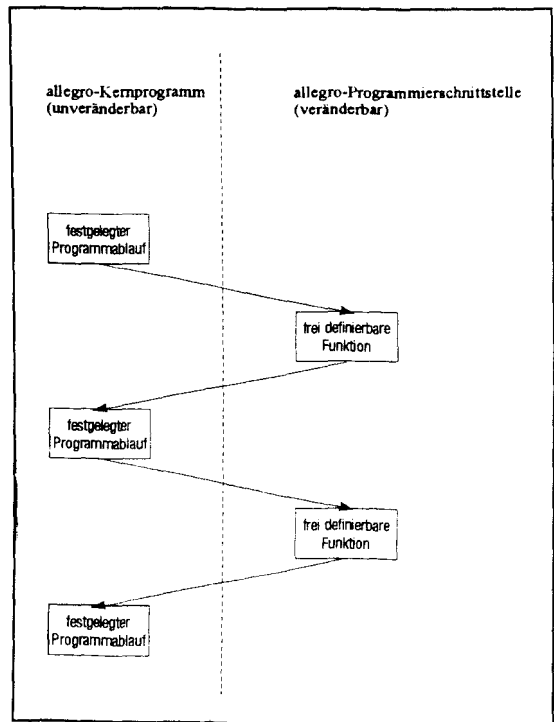 allegro-Kernprogramm
(unveränderbar)
allegro-Programmierschnittstelle
(veränderbar)
festgelegter
Programmablauf
frei definierbare
Funktion
festgelegter
Programmablauf
frei definierbare
Funktion
festgelegter
Programmablauf